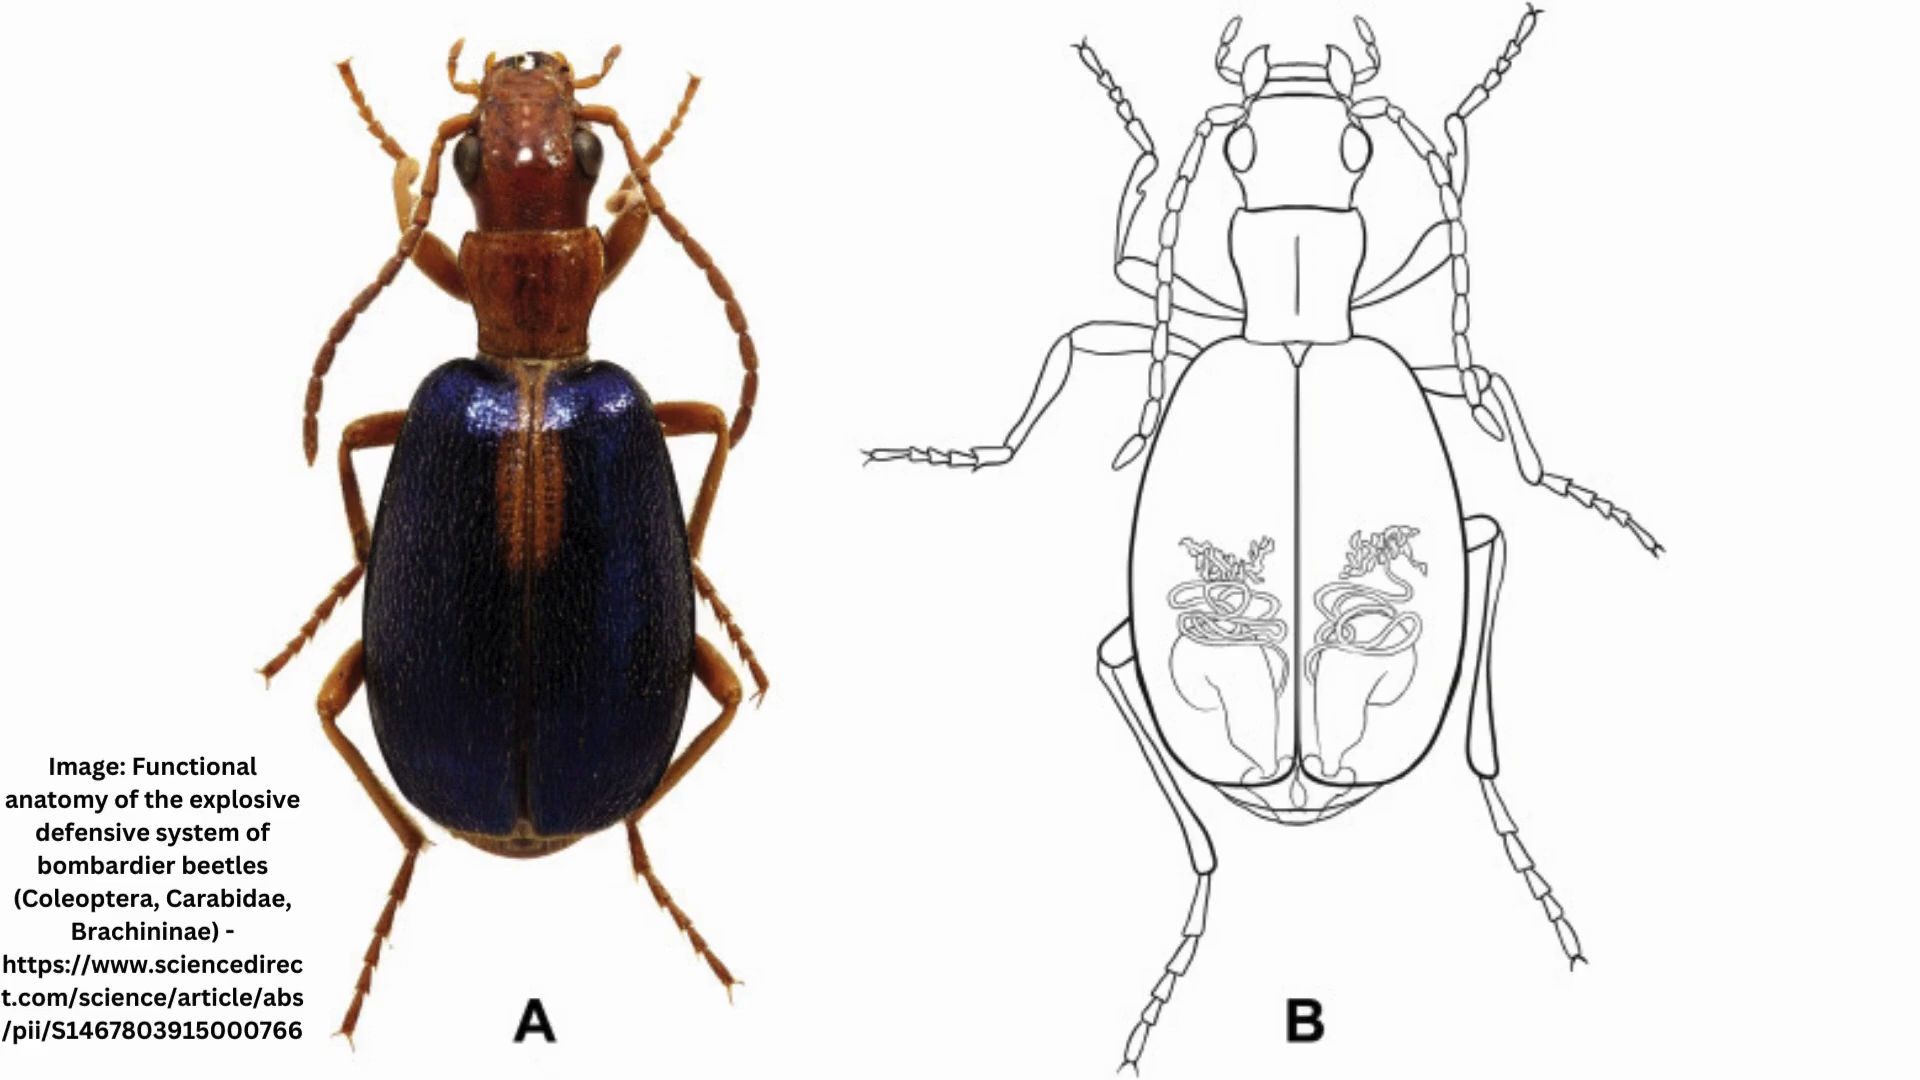 Image: Functional
anatomy of the explosive
defensive system of
bombardier beetles
(Coleoptera, Carabidae,
Brachininae) -
https://www.sciencedirec
t.com/science/article/abs
/pii/S1467803915000766
A
B